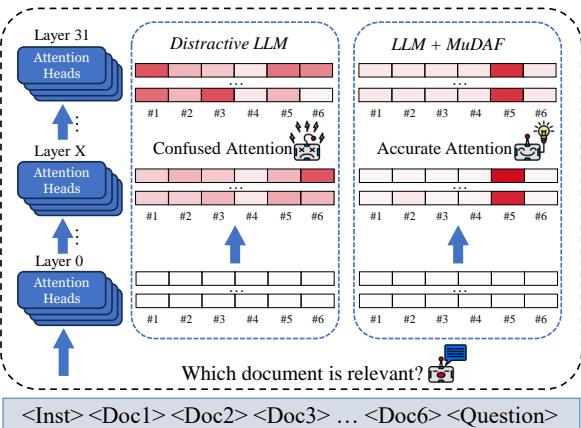 Layer 31
Attention
Heads
Layer X
Attention
Heads
Layer 0
Attention
Heads
Distractive LLM
...
#1 #2 #3 #4 #5 #6
Confused Attention
...
#1 #2 #3 #4 #5 #6
...
#1 #2 #3 #4 #5 #6
LLM + MuDAF
...
#1 #2 #3 #4 #5 #6
Accurate Attention
...
#1 #2 #3 #4 #5 #6
...
#1 #2 #3 #4 #5 #6
Which document is relevant?
<Inst> <Doc1> <Doc2> <Doc3> … <Doc6> <Question>